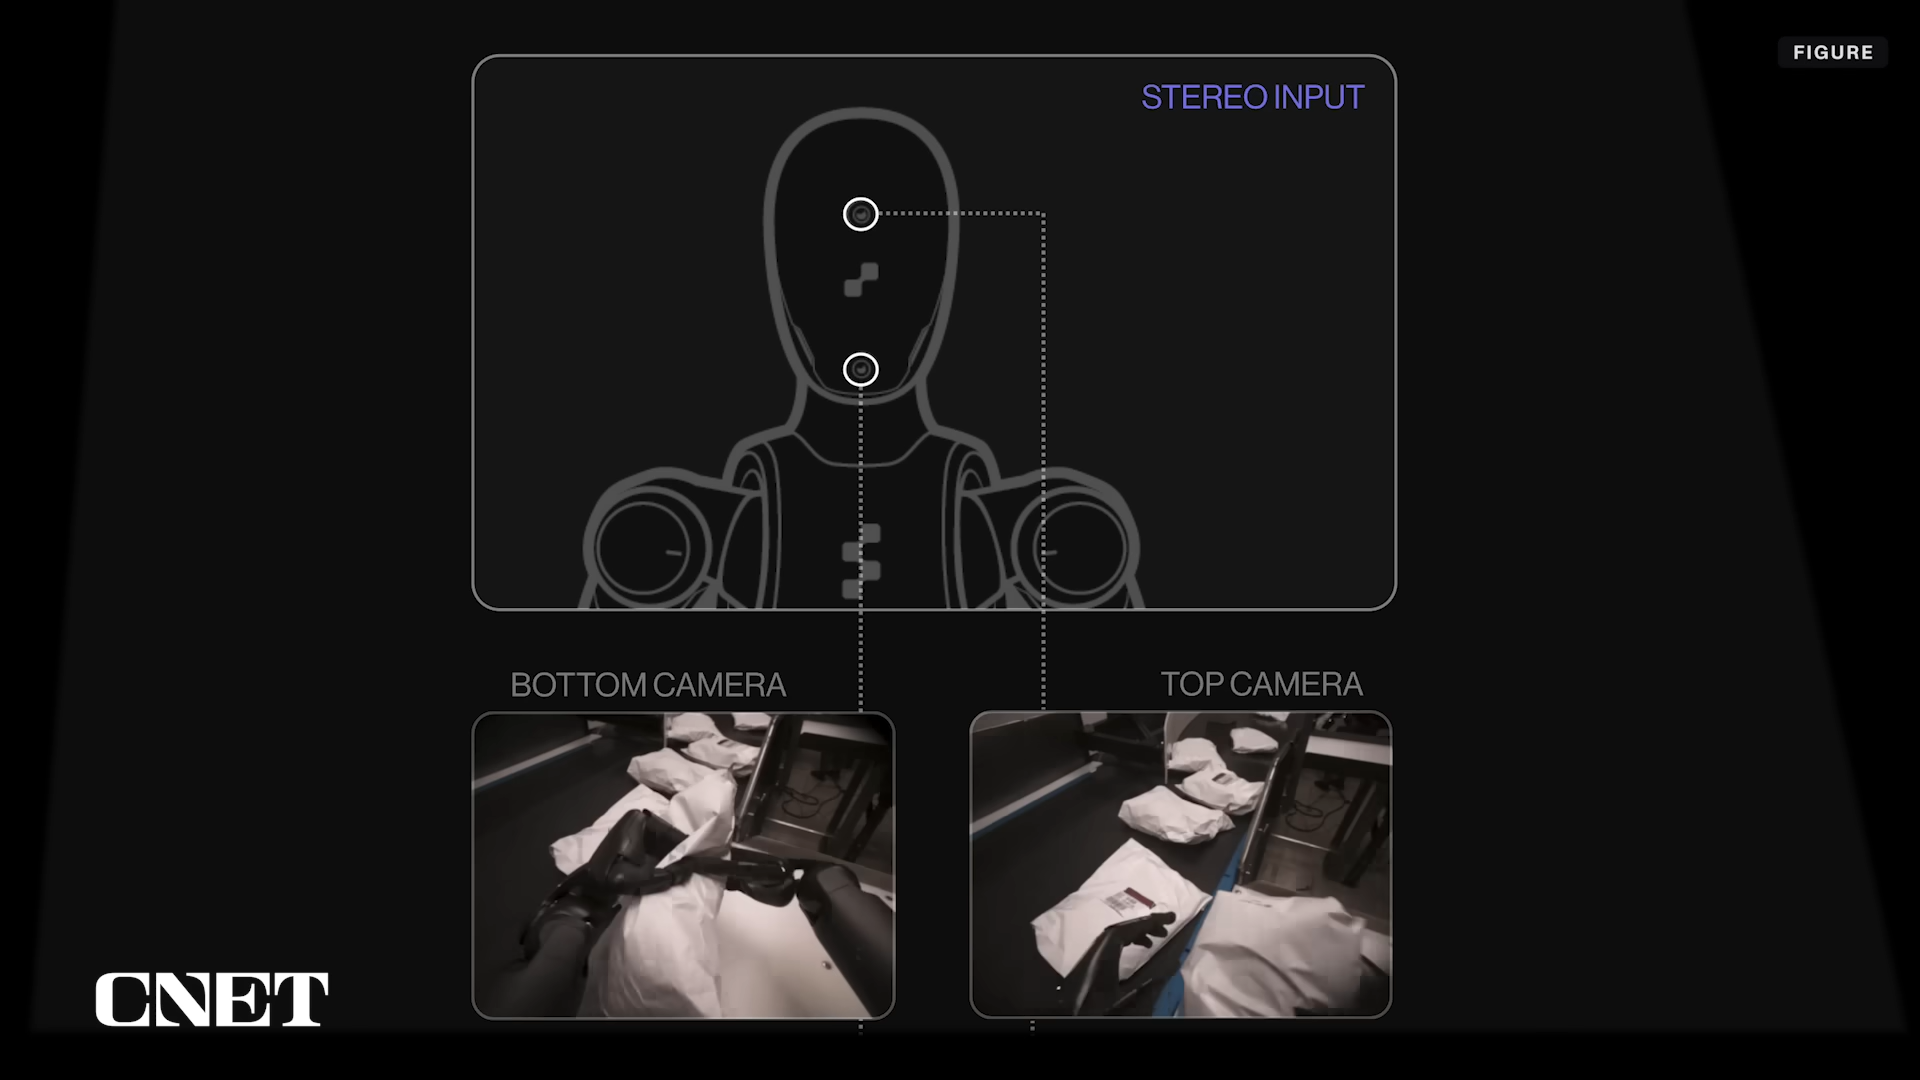 FIGURE
STEREO INPUT
BOTTOM CAMERA
TOP CAMERA
CNET